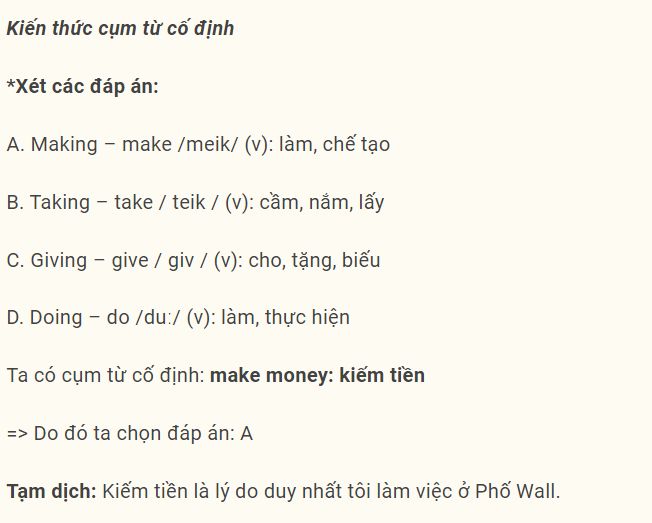 Kiến thức cụm từ cố định
*Xét các đáp án:
A. Making – make /meik/ (v): làm, chế tạo
B. Taking – take / teik / (v): cầm, nắm, lấy
C. Giving – give / giv / (v): cho, tặng, biếu
D. Doing – do /duː/ (v): làm, thực hiện
Ta có cụm từ cố định: make money: kiếm tiền
=> Do đó ta chọn đáp án: A
Tạm dịch: Kiếm tiền là lý do duy nhất tôi làm việc ở Phố Wall.